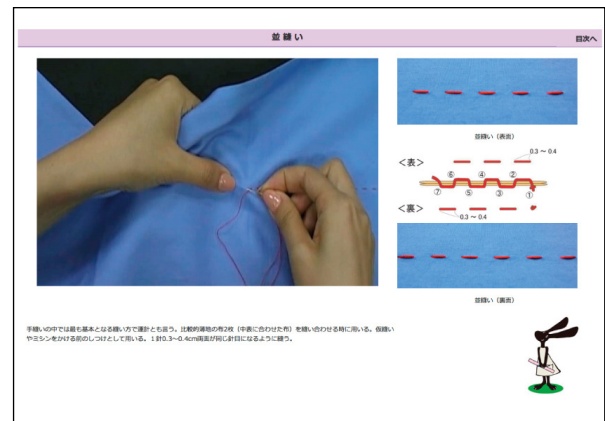 並 縫 い
目次へ
並縫い（表面）
0.3 ～ 0.4
＜表＞
⑥ ④ ②
⑦ ⑤ ③ ①
＜裏＞
0.3 ～ 0.4
並縫い（裏面）
手縫いの中では最も基本となる縫い方で運針とも言う。比較的薄地の布2枚（中表に合わせた布）を縫い合わせる時に用いる。仮縫い
やミシンをかける前のしつけとして用いる。１針0.3～0.4cm両面が同じ針目になるように縫う。